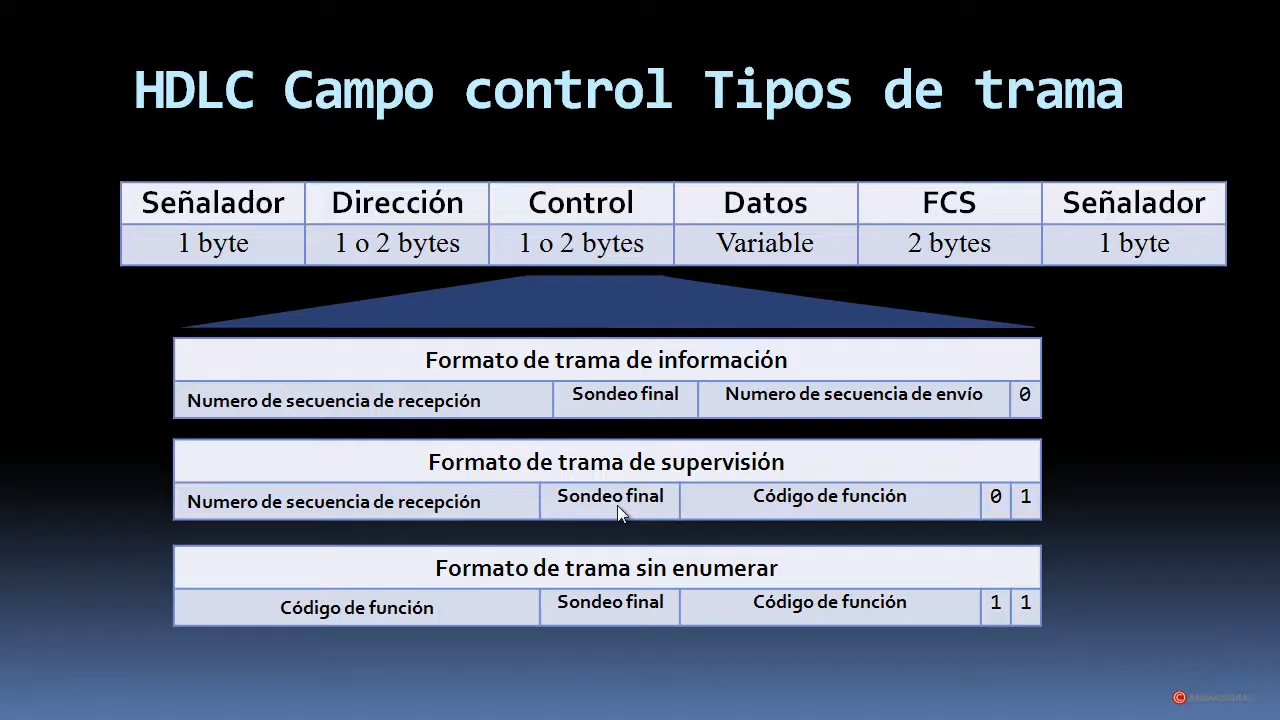 HDLC Campo control Tipos de trama
Señalador Dirección Control Datos FCS Señalador
1 byte 1 o 2 bytes 1 o 2 bytes Variable 2 bytes 1 byte
Formato de trama de información
Numero de secuencia de recepción Sondeo final Numero de secuencia de envío 0
Formato de trama de supervisión
Numero de secuencia de recepción Sondeo final Código de función 0 1
Formato de trama sin enumerar
Código de función Sondeo final Código de función 1 1
©